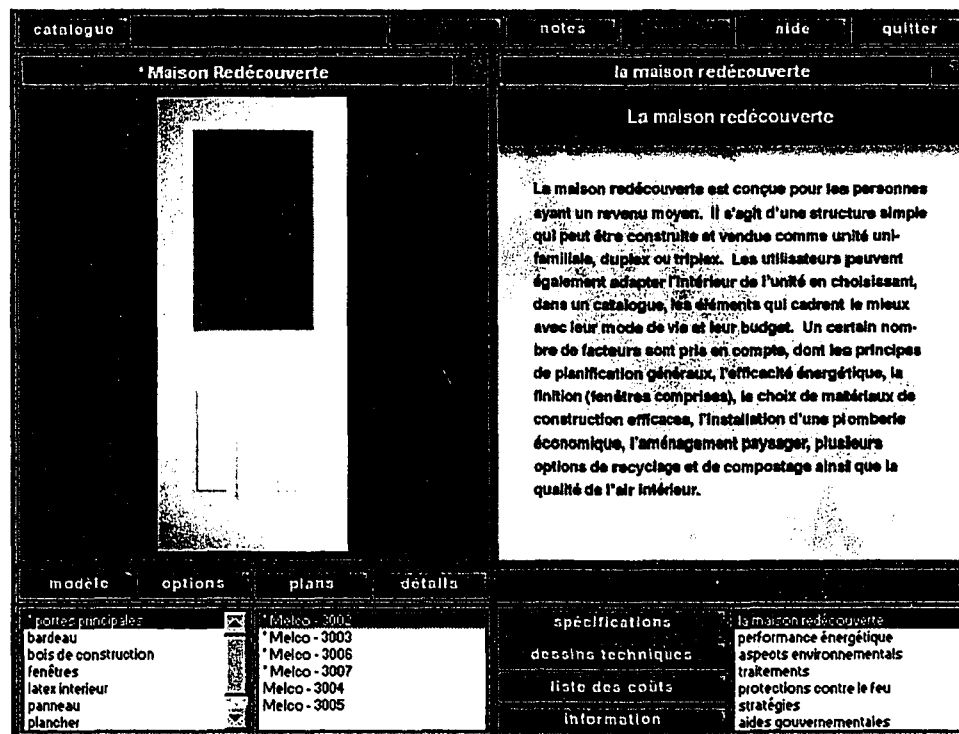 catalogue
notes
aide
quitter
* Maison Redécouverte
la maison redécouverte
La maison redécouverte
La maison redécouverte est conçue pour les personnes
ayant un revenu moyen. Il s'agit d'une structure simple
qui peut être construite et vendue comme unité uni-
familiale, duplex ou triplex. Les utilisateurs peuvent
également adapter l'intérieur de l'unité en choisissant,
dans un catalogue, les éléments qui cadrent le mieux
avec leur mode de vie et leur budget. Un certain nom-
bre de facteurs sont pris en compte, dont les principes
de planification généraux, l'efficacité énergétique, la
finition (fenêtres comprises), le choix de matériaux de
construction efficaces, l'installation d'une plomberie
économique, l'aménagement paysager, plusieurs
options de recyclage et de compostage ainsi que la
qualité de l'air intérieur.
modèle
options
plans
détails
* portes principales
bardeau
bois de construction
fenêtres
latex interieur
panneau
plancher
* Melco - 3002
* Melco - 3003
* Melco - 3006
* Melco - 3007
Melco - 3004
Melco - 3005
spécifications
dessins techniques
liste des coûts
information
la maison redécouverte
performance énergétique
aspects environnementals
traitements
protections contre le feu
stratégies
aides gouvernementales